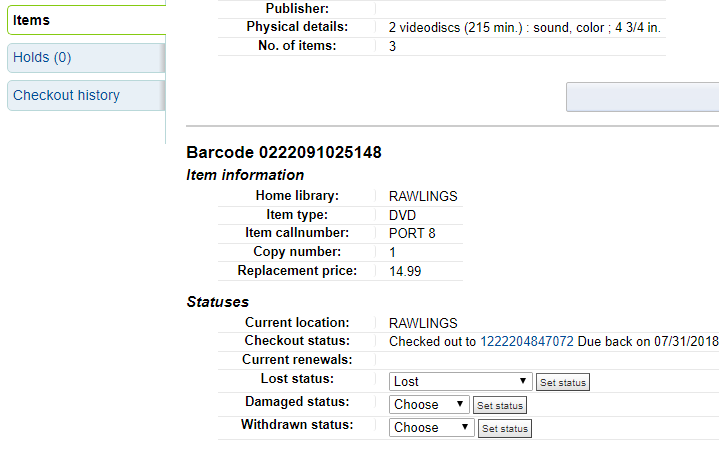 Items
Holds (0)
Checkout history
Publisher:
Physical details: 2 videodiscs (215 min.) : sound, color ; 4 3/4 in.
No. of items: 3
Barcode 0222091025148
Item information
Home library: RAWLINGS
Item type: DVD
Item callnumber: PORT 8
Copy number: 1
Replacement price: 14.99
Statuses
Current location: RAWLINGS
Checkout status: Checked out to 1222204847072 Due back on 07/31/2018
Current renewals:
Lost status: Lost Set status
Damaged status: Choose Set status
Withdrawn status: Choose Set status